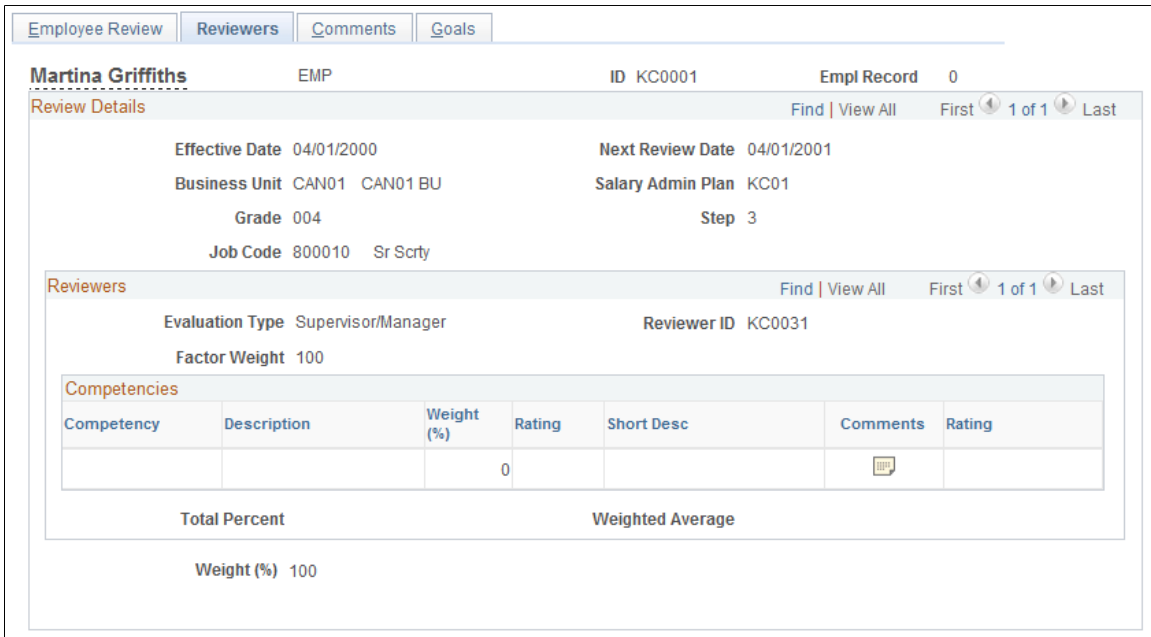 Employee Review Reviewers Comments Goals
Martina Griffiths EMP ID KC0001 Empl Record 0
Review Details Find | View All First 1 of 1 Last
Effective Date 04/01/2000 Next Review Date 04/01/2001
Business Unit CAN01 CAN01 BU Salary Admin Plan KC01
Grade 004 Step 3
Job Code 800010 Sr Scrty
Reviewers Find | View All First 1 of 1 Last
Evaluation Type Supervisor/Manager Reviewer ID KC0031
Factor Weight 100
Competencies
Competency Description Weight (%) Rating Short Desc Comments Rating
0
Total Percent Weighted Average
Weight (%) 100